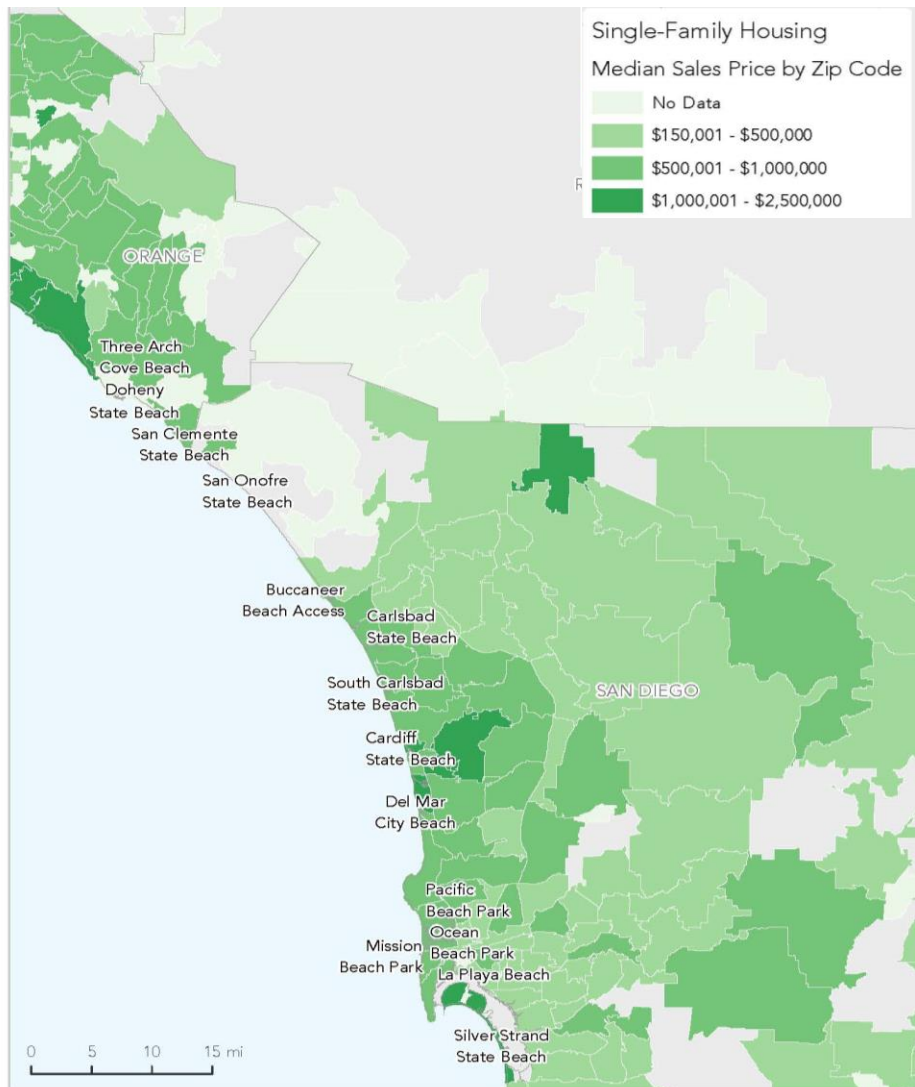 Single-Family Housing
Median Sales Price by Zip Code
No Data
$150,001 - $500,000
$500,001 - $1,000,000
$1,000,001 - $2,500,000
R
ORANGE
Three Arch
Cove Beach
Doheny
State Beach
San Clemente
State Beach
San Onofre
State Beach
Buccaneer
Beach Access
Carlsbad
State Beach
South Carlsbad
State Beach
SAN DIEGO
Cardiff
State Beach
Del Mar
City Beach
Pacific
Beach Park
Ocean
Beach Park
Mission
Beach Park
La Playa Beach
Silver Strand
State Beach
0 5 10 15 mi